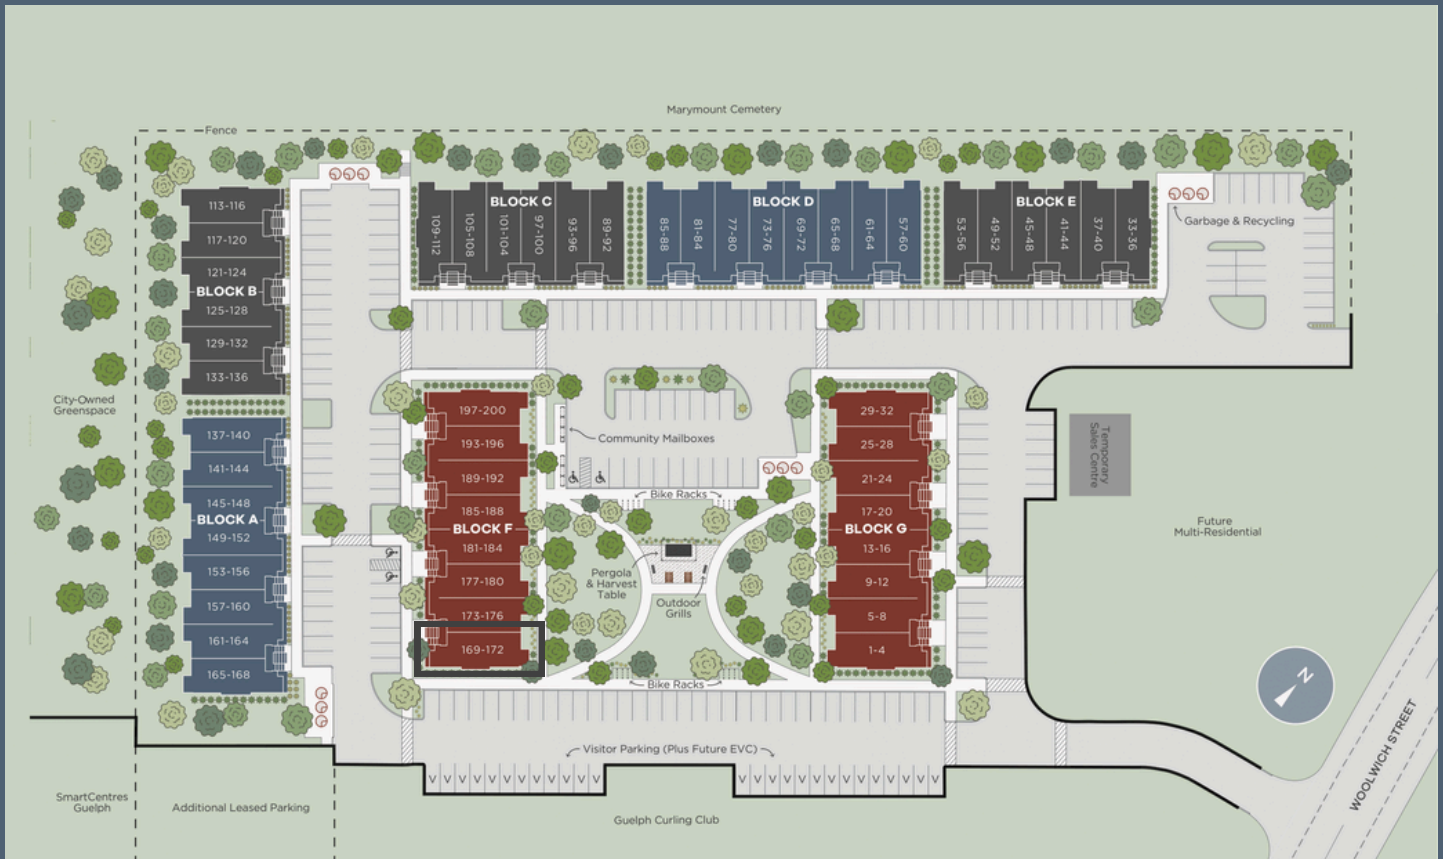 Marymount Cemetery
Fence
BLOCK C
109-112
105-108
101-104
97-100
93-96
89-92
BLOCK D
85-88
81-84
77-80
73-76
69-72
65-68
61-64
57-60
BLOCK E
53-56
49-52
45-48
41-44
37-40
33-36
Garbage & Recycling
113-116
117-120
121-124
BLOCK B
125-128
129-132
133-136
City-Owned
Greenspace
137-140
141-144
145-148
BLOCK A
149-152
153-156
157-160
161-164
165-168
197-200
193-196
189-192
185-188
BLOCK F
181-184
177-180
173-176
169-172
Community Mailboxes
Bike Racks
Pergola
& Harvest
Table
Outdoor
Grills
Bike Racks
29-32
25-28
21-24
17-20
BLOCK G
13-16
9-12
5-8
1-4
Temporary
Sales Centre
Future
Multi-Residential
N
WOOLWICH STREET
Visitor Parking (Plus Future EVC)
V V V V V V V V V V V V
V V V V V V V V V V V V V V
SmartCentres
Guelph
Additional Leased Parking
Guelph Curling Club